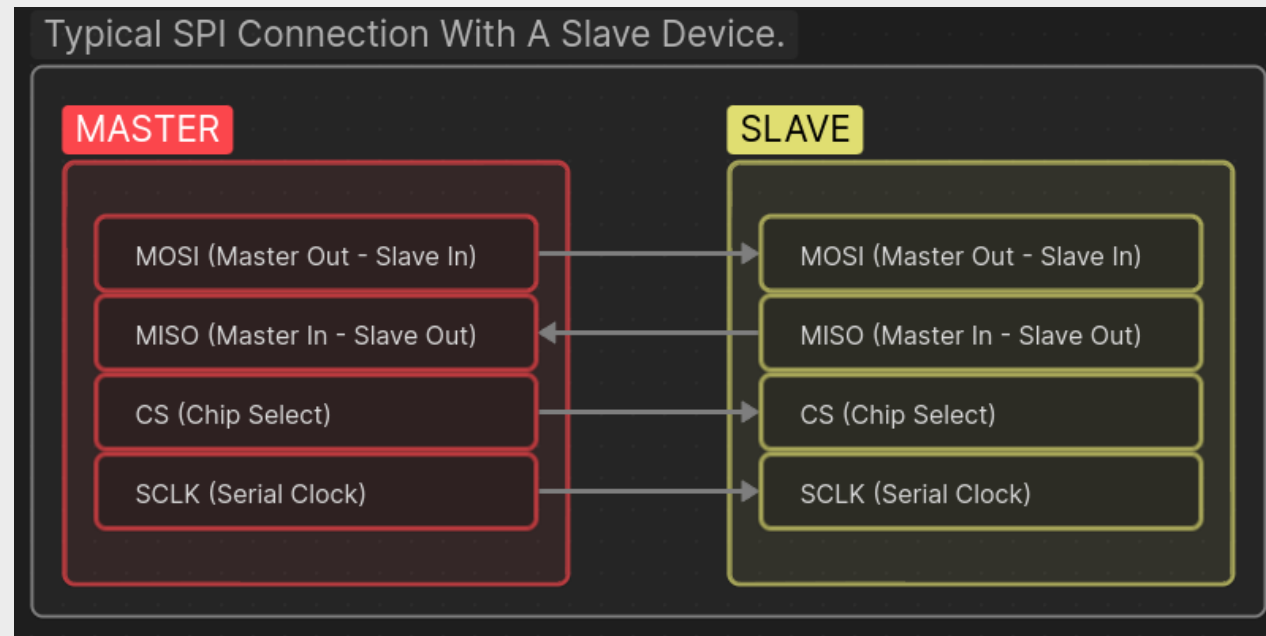 Typical SPI Connection With A Slave Device.
MASTER
SLAVE
MOSI (Master Out - Slave In)
MOSI (Master Out - Slave In)
MISO (Master In - Slave Out)
MISO (Master In - Slave Out)
CS (Chip Select)
CS (Chip Select)
SCLK (Serial Clock)
SCLK (Serial Clock)